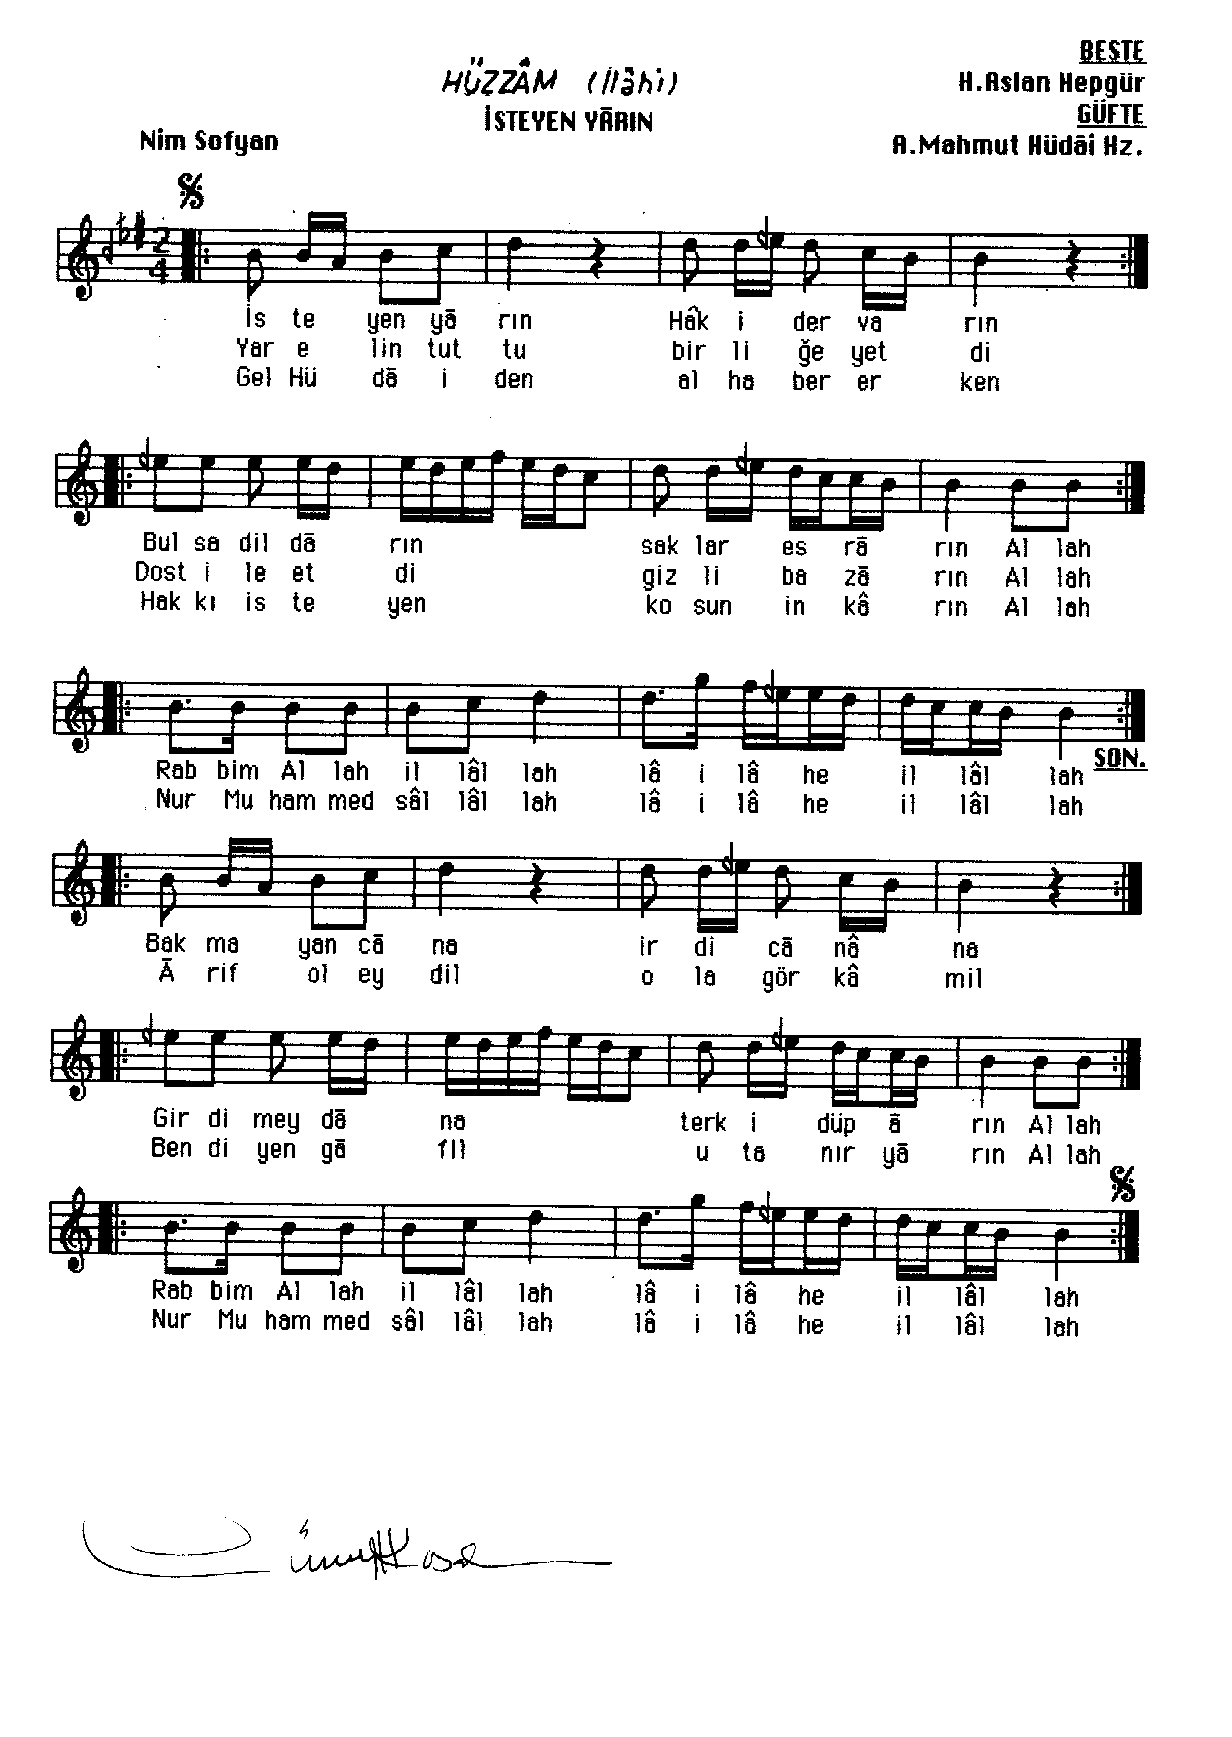 BESTE
HÜZZÂM (İlâhi)
H.Aslan Hepgür
İSTEYEN YÂRIN
GÜFTE
Nim Sofyan
A.Mahmut Hüdâi Hz.
2
4
İs te yen yā rın Hâk i der va rın
Yar e lin tut tu bir li ğe yet di
Gel Hü dā i den al ha ber er ken
Bul sa dil dā rın sak lar es rā rın Al lah
Dost i le et di giz li ba zā rın Al lah
Hak kı is te yen ko sun in kâ rın Al lah
SON.
Rab bim Al lah il lâl lah lâ i lâ he il lâl lah
Nur Mu ham med sâl lâl lah lâ i lâ he il lâl lah
Bak ma yan cā na ir di cā nâ na
Ā rif ol ey dil o la gör kâ mil
Gir di mey dā na terk i düp ā rın Al lah
Ben di yen gā fil u ta nır yā rın Al lah
Rab bim Al lah il lâl lah lâ i lâ he il lâl lah
Nur Mu ham med sâl lâl lah lâ i lâ he il lâl lah